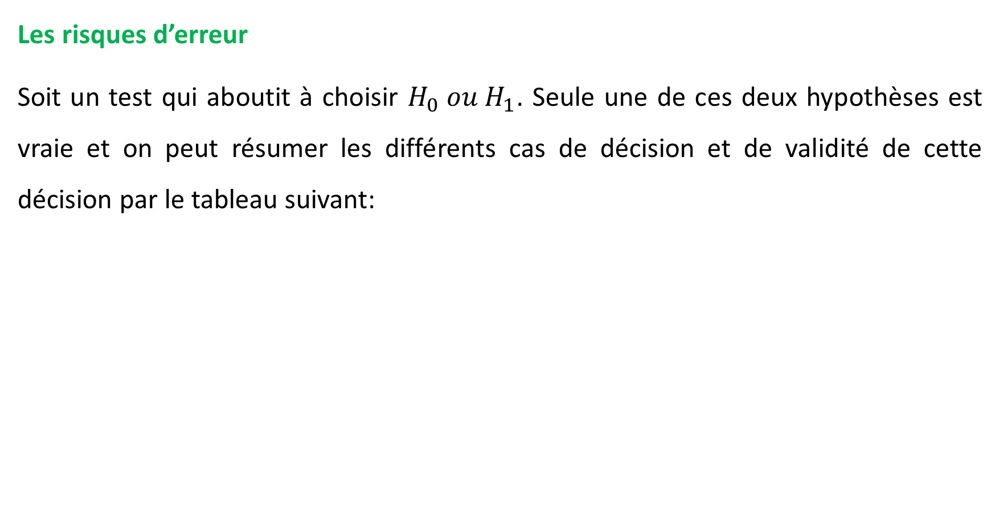 Les risques d’erreur
Soit un test qui aboutit à choisir H₀ ou H₁. Seule une de ces deux hypothèses est
vraie et on peut résumer les différents cas de décision et de validité de cette
décision par le tableau suivant: